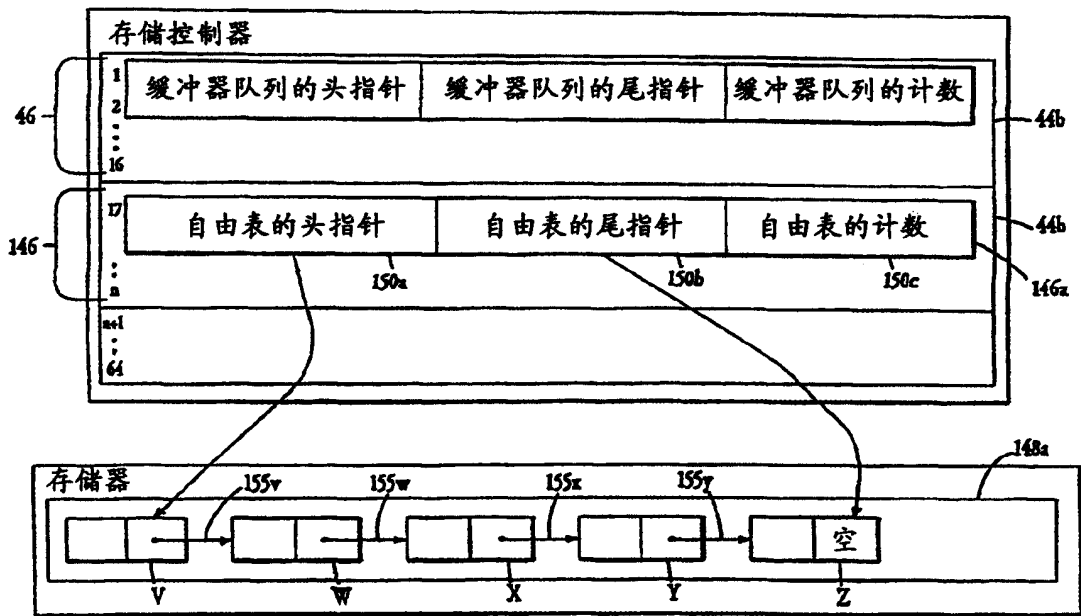 存储控制器
1 缓冲器队列的头指针 缓冲器队列的尾指针 缓冲器队列的计数
2
46
44b
16
17 自由表的头指针 自由表的尾指针 自由表的计数
44b
146
150a 150b 150c 146a
n
n+1
64
存储器
148a
155v 155w 155x 155y
空
V W X Y Z